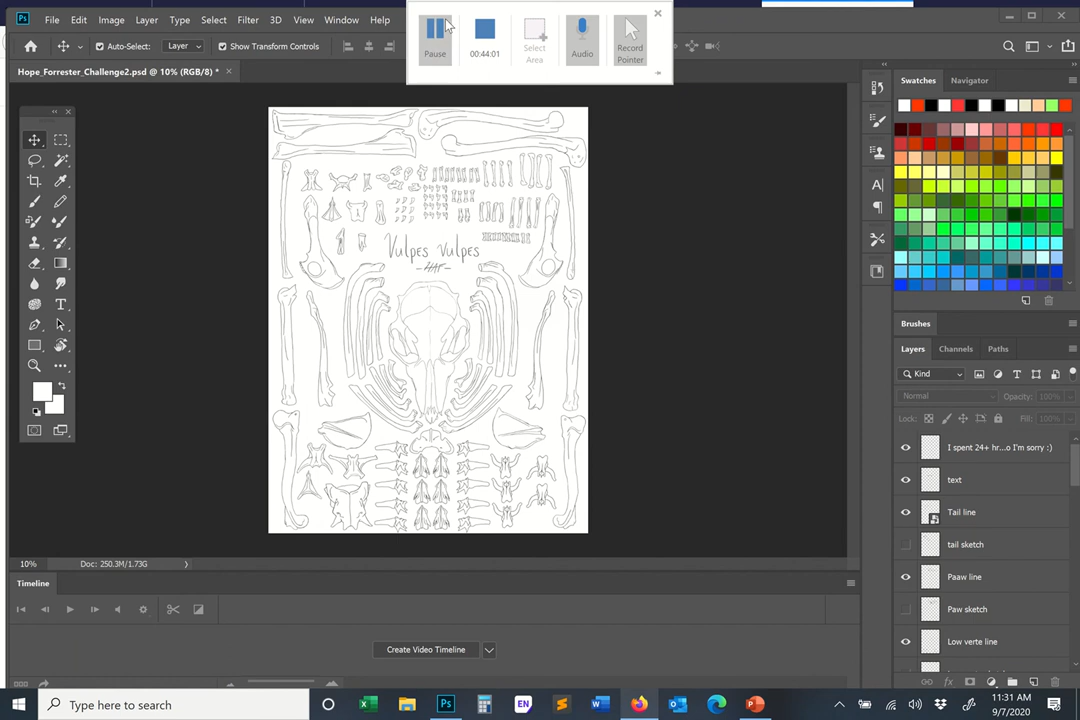 Ps File Edit Image Layer Type Select Filter 3D View Window Help
Pause 00:44:01 Select Area Audio Record Pointer
Auto-Select: Layer Show Transform Controls
Hope_Forrester_Challenge2.psd @ 10% (RGB/8) *
Swatches Navigator
Vulpes Vulpes
Brushes
Layers Channels Paths
Kind
Normal Opacity: 100%
Lock: Fill: 100%
I spent 24+ hr...o I'm sorry :)
text
Tail line
tail sketch
Paaw line
Paw sketch
Low verte line
10% Doc: 250.3M/1.73G
Timeline
Create Video Timeline
Type here to search
EN
11:31 AM
9/7/2020